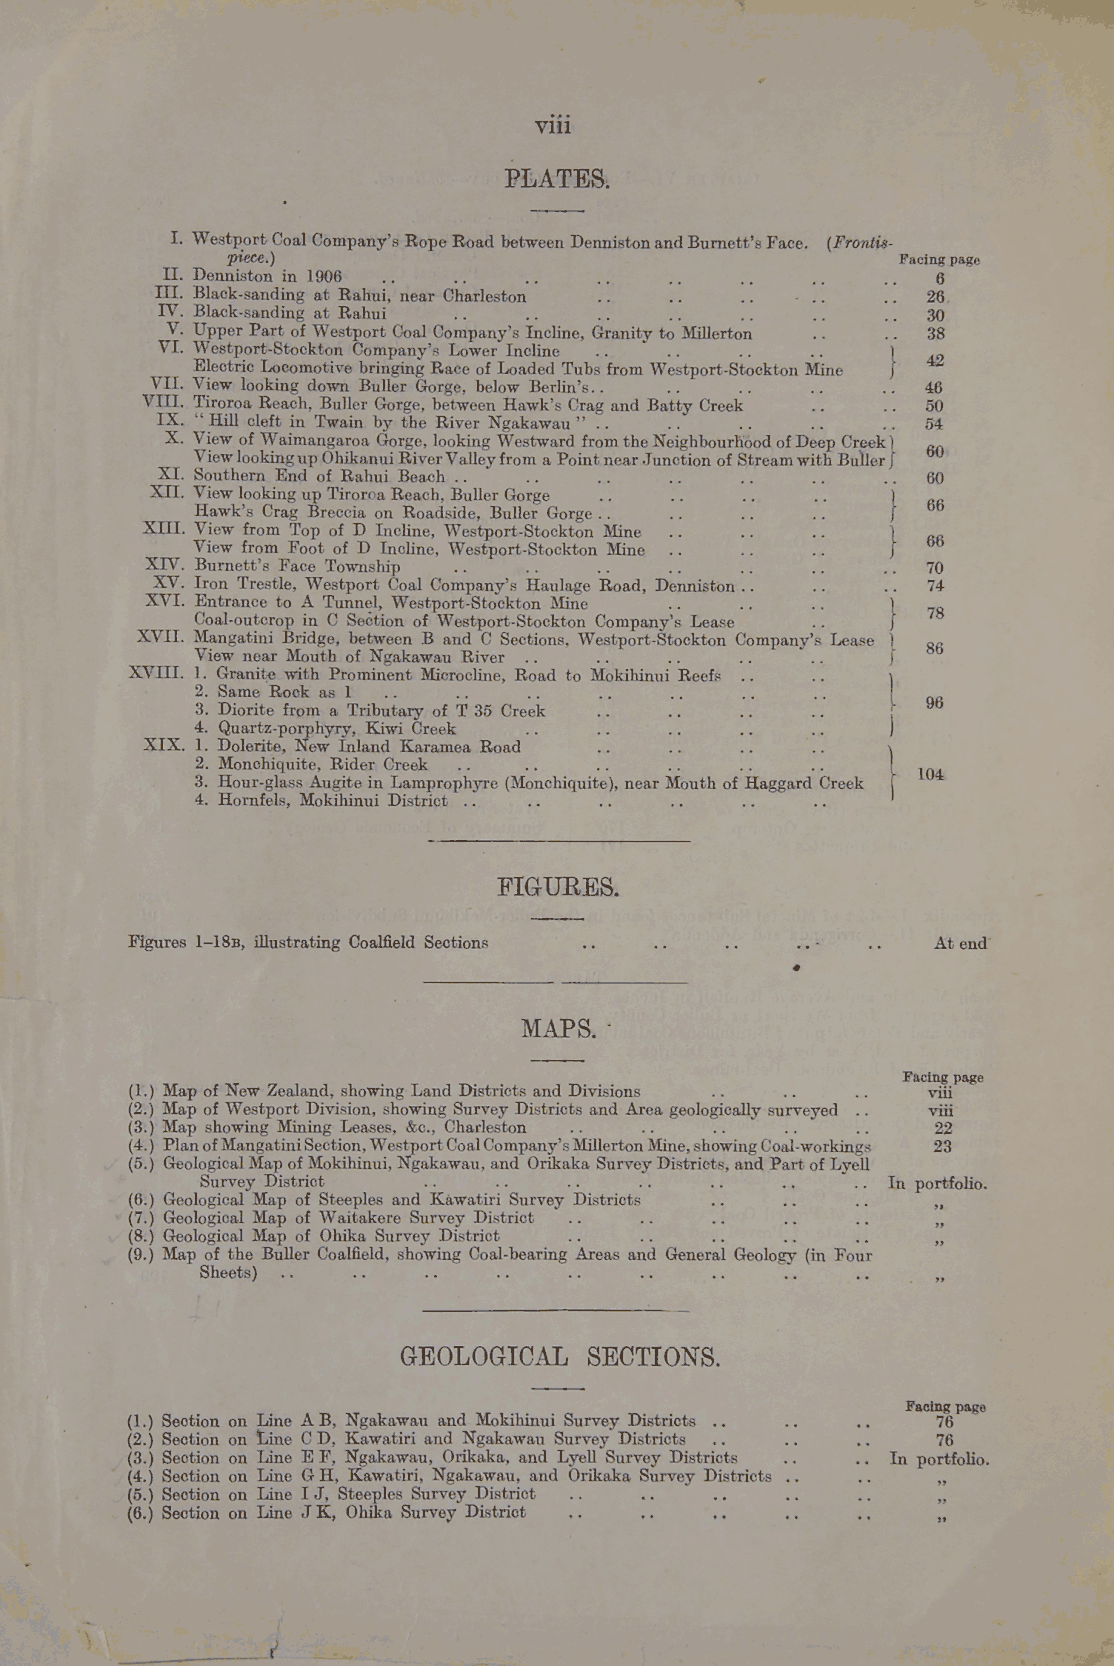 viii
PLATES.
I. Westport Coal Company's Rope Road between Denniston and Burnett's Face. (Frontis-
piece.) Facing page
II. Denniston in 1906 .. .. .. .. .. .. .. .. 6
III. Black-sanding at Rahui, near Charleston .. .. .. .. .. 26
IV. Black-sanding at Rahui .. .. .. .. .. .. .. 30
V. Upper Part of Westport Coal Company's Incline, Granity to Millerton .. .. 38
VI. Westport-Stockton Company's Lower Incline .. .. .. ..
Electric Locomotive bringing Race of Loaded Tubs from Westport-Stockton Mine } 42
VII. View looking down Buller Gorge, below Berlin's .. .. .. .. .. 46
VIII. Tiroroa Reach, Buller Gorge, between Hawk's Crag and Batty Creek .. .. 50
IX. "Hill cleft in Twain by the River Ngakawau" .. .. .. .. .. 54
X. View of Waimangaroa Gorge, looking Westward from the Neighbourhood of Deep Creek
View looking up Ohikanui River Valley from a Point near Junction of Stream with Buller } 60
XI. Southern End of Rahui Beach .. .. .. .. .. .. .. 60
XII. View looking up Tiroroa Reach, Buller Gorge .. .. .. ..
Hawk's Crag Breccia on Roadside, Buller Gorge .. .. .. .. } 66
XIII. View from Top of D Incline, Westport-Stockton Mine .. .. ..
View from Foot of D Incline, Westport-Stockton Mine .. .. .. } 66
XIV. Burnett's Face Township .. .. .. .. .. .. .. 70
XV. Iron Trestle, Westport Coal Company's Haulage Road, Denniston .. .. .. 74
XVI. Entrance to A Tunnel, Westport-Stockton Mine .. .. ..
Coal-outcrop in C Section of Westport-Stockton Company's Lease .. } 78
XVII. Mangatini Bridge, between B and C Sections, Westport-Stockton Company's Lease
View near Mouth of Ngakawau River .. .. .. .. .. } 86
XVIII. 1. Granite with Prominent Microcline, Road to Mokihinui Reefs .. ..
2. Same Rock as 1 .. .. .. .. .. .. ..
3. Diorite from a Tributary of T 35 Creek .. .. .. .. } 96
4. Quartz-porphyry, Kiwi Creek .. .. .. .. ..
XIX. 1. Dolerite, New Inland Karamea Road .. .. .. ..
2. Monchiquite, Rider Creek .. .. .. .. .. ..
3. Hour-glass Augite in Lamprophyre (Monchiquite), near Mouth of Haggard Creek } 104
4. Hornfels, Mokihinui District .. .. .. .. .. ..
FIGURES.
Figures 1–18B, illustrating Coalfield Sections .. .. .. .. .. At end
MAPS.
Facing page
(1.) Map of New Zealand, showing Land Districts and Divisions .. .. .. viii
(2.) Map of Westport Division, showing Survey Districts and Area geologically surveyed .. viii
(3.) Map showing Mining Leases, &c., Charleston .. .. .. .. .. 22
(4.) Plan of Mangatini Section, Westport Coal Company's Millerton Mine, showing Coal-workings 23
(5.) Geological Map of Mokihinui, Ngakawau, and Orikaka Survey Districts, and Part of Lyell
Survey District .. .. .. .. .. .. .. In portfolio.
(6.) Geological Map of Steeples and Kawatiri Survey Districts .. .. .. „
(7.) Geological Map of Waitakere Survey District .. .. .. .. .. „
(8.) Geological Map of Ohika Survey District .. .. .. .. .. „
(9.) Map of the Buller Coalfield, showing Coal-bearing Areas and General Geology (in Four
Sheets) .. .. .. .. .. .. .. .. .. „
GEOLOGICAL SECTIONS.
Facing page
(1.) Section on Line A B, Ngakawau and Mokihinui Survey Districts .. .. .. 76
(2.) Section on Line C D, Kawatiri and Ngakawau Survey Districts .. .. .. 76
(3.) Section on Line E F, Ngakawau, Orikaka, and Lyell Survey Districts .. .. In portfolio.
(4.) Section on Line G H, Kawatiri, Ngakawau, and Orikaka Survey Districts .. .. „
(5.) Section on Line I J, Steeples Survey District .. .. .. .. .. „
(6.) Section on Line J K, Ohika Survey District .. .. .. .. .. „